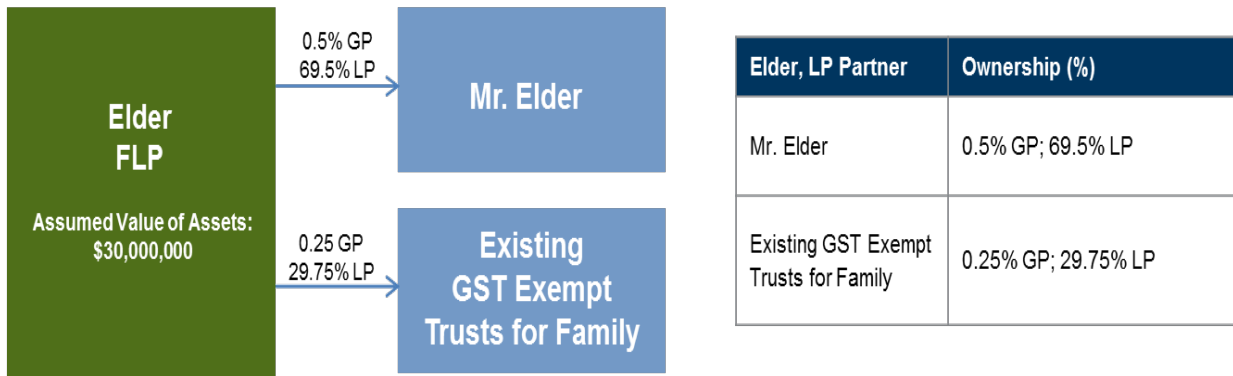 Elder
FLP
Assumed Value of Assets:
$30,000,000
0.5% GP
69.5% LP
Mr. Elder
0.25 GP
29.75% LP
Existing
GST Exempt
Trusts for Family
Elder, LP Partner
Ownership (%)
Mr. Elder
0.5% GP; 69.5% LP
Existing GST Exempt
Trusts for Family
0.25% GP; 29.75% LP